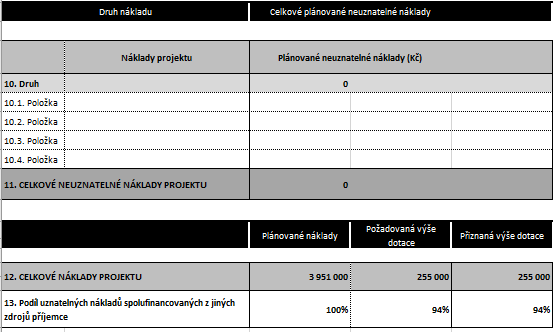 Druh nákladu Celkové plánované neuznatelné náklady
Náklady projektu Plánované neuznatelné náklady (Kč)
10. Druh 0
10.1. Položka
10.2. Položka
10.3. Položka
10.4. Položka
11. CELKOVÉ NEUZNATELNÉ NÁKLADY PROJEKTU 0
Plánované náklady Požadovaná výše dotace Přiznaná výše dotace
12. CELKOVÉ NÁKLADY PROJEKTU 3 951 000 255 000 255 000
13. Podíl uznatelných nákladů spolufinancovaných z jiných
zdrojů příjemce 100% 94% 94%